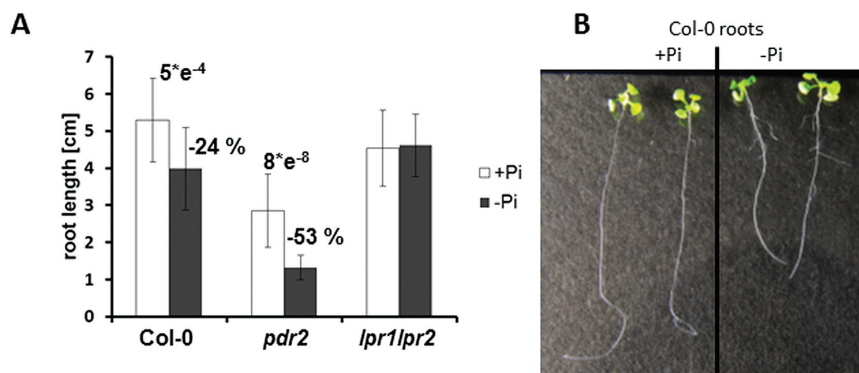 A
7
6
5
4
3
2
1
0
root length [cm]
5*e-4
-24 %
8*e-8
-53 %
Col-0
pdr2
lpr1lpr2
+Pi
-Pi
B
Col-0 roots
+Pi -Pi